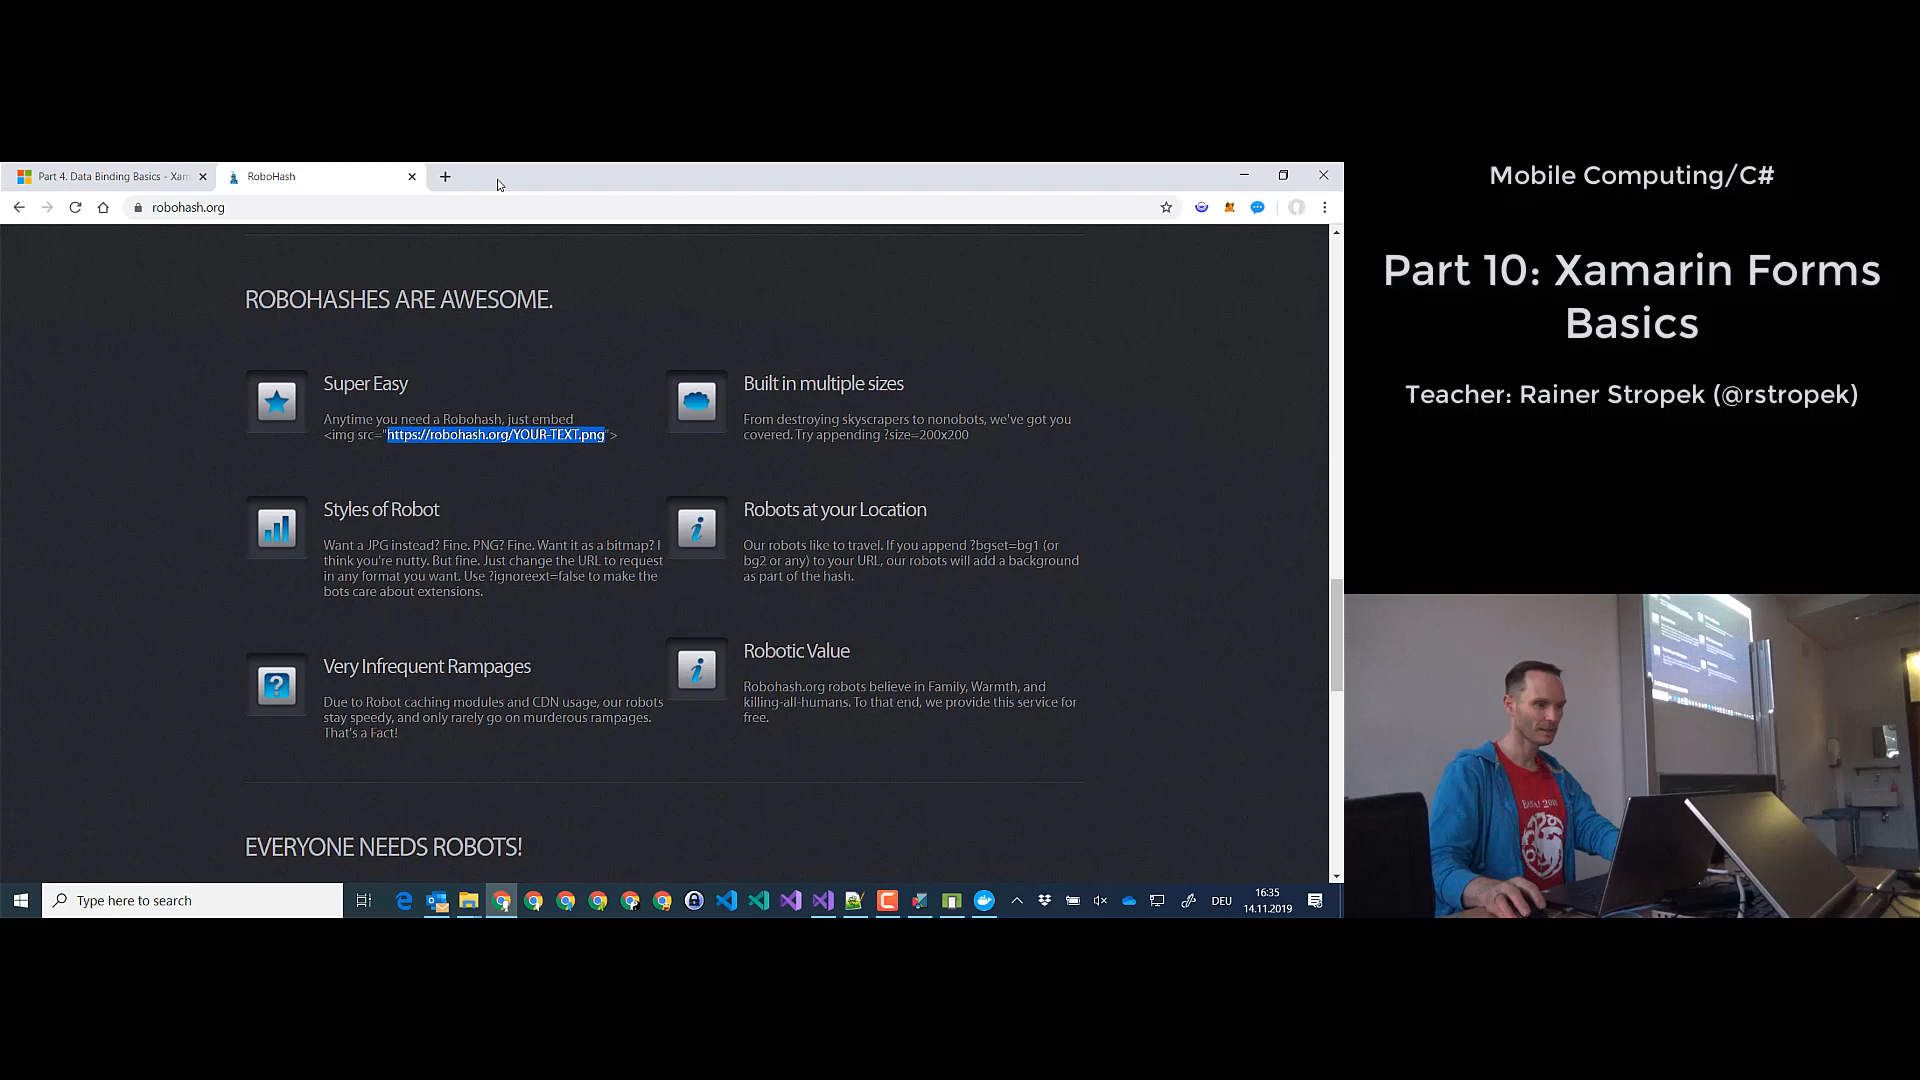 Part 4. Data Binding Basics - Xam
RoboHash
robohash.org
ROBOHASHES ARE AWESOME.
Super Easy
Anytime you need a Robohash, just embed
<img src="https://robohash.org/YOUR-TEXT.png">
Built in multiple sizes
From destroying skyscrapers to nonobots, we've got you
covered. Try appending ?size=200x200
Styles of Robot
Want a JPG instead? Fine. PNG? Fine. Want it as a bitmap? I
think you're nutty. But fine. Just change the URL to request
in any format you want. Use ?ignoreext=false to make the
bots care about extensions.
Robots at your Location
Our robots like to travel. If you append ?bgset=bg1 (or
bg2 or any) to your URL, our robots will add a background
as part of the hash.
Very Infrequent Rampages
Due to Robot caching modules and CDN usage, our robots
stay speedy, and only rarely go on murderous rampages.
That's a Fact!
Robotic Value
Robohash.org robots believe in Family, Warmth, and
killing-all-humans. To that end, we provide this service for
free.
EVERYONE NEEDS ROBOTS!
Type here to search
DEU
16:35
14.11.2019
Mobile Computing/C#
Part 10: Xamarin Forms
Basics
Teacher: Rainer Stropek (@rstropek)